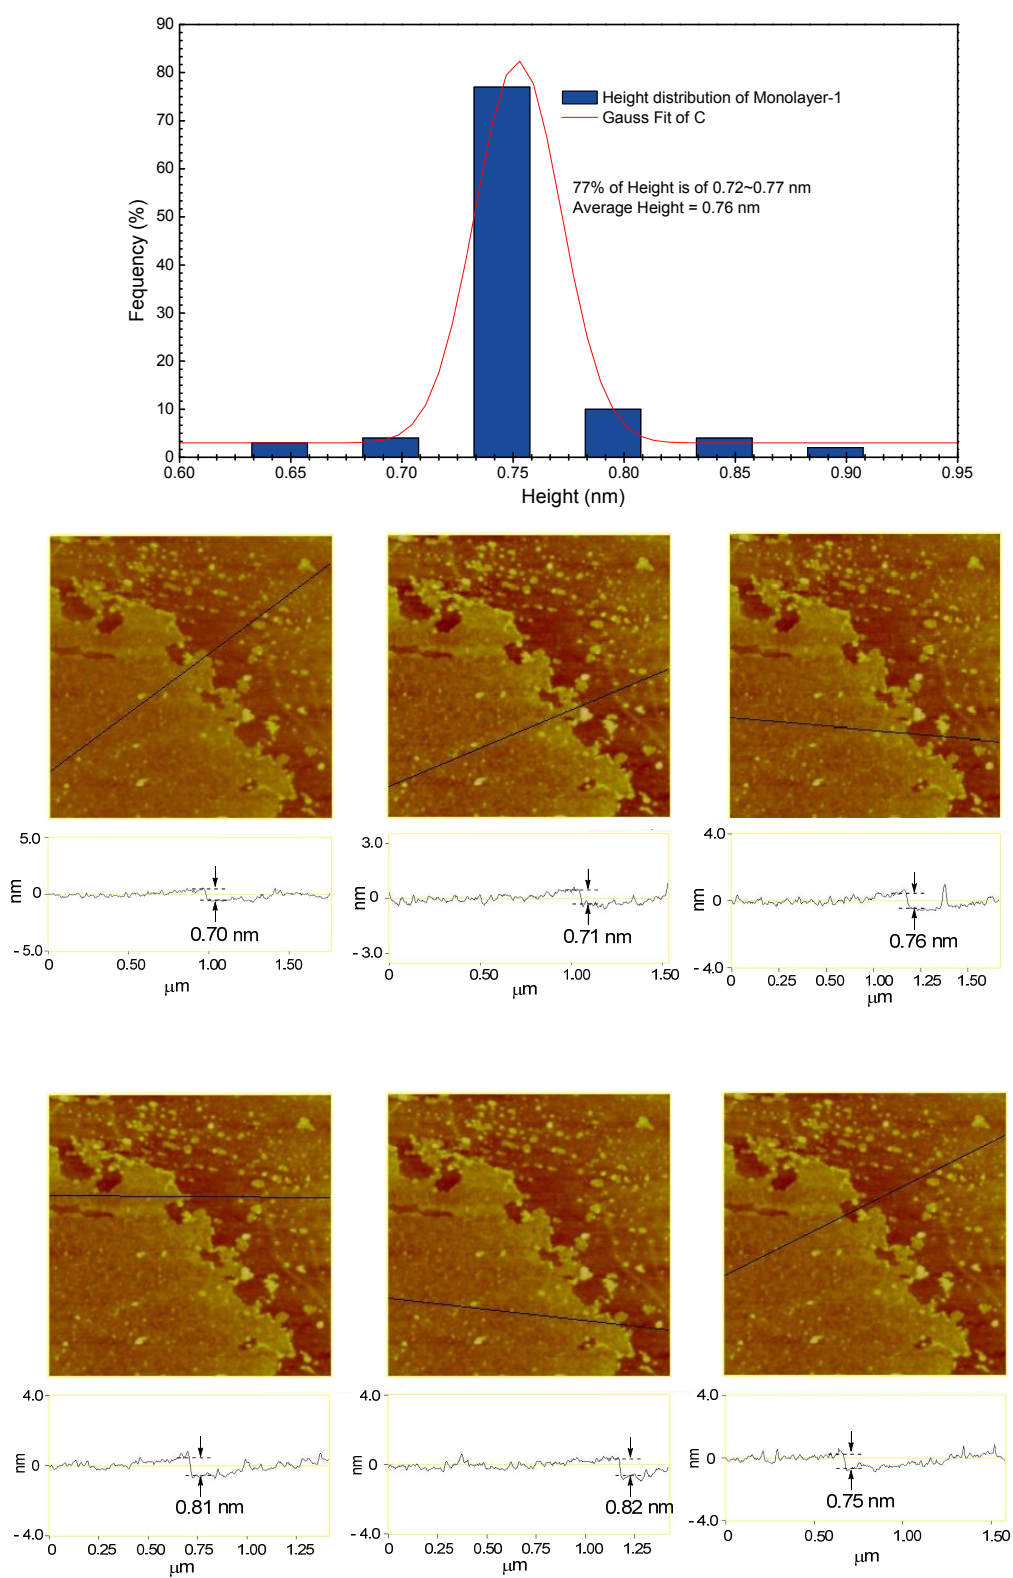 90
80
70
60
50
40
30
20
10
0
Fequency (%)
Height distribution of Monolayer-1
Gauss Fit of C
77% of Height is of 0.72~0.77 nm
Average Height = 0.76 nm
0.60 0.65 0.70 0.75 0.80 0.85 0.90 0.95
Height (nm)
5.0
0
- 5.0
nm
0.70 nm
0 0.50 1.00 1.50
μm
3.0
0
- 3.0
nm
0.71 nm
0 0.50 1.00 1.50
μm
4.0
0
- 4.0
nm
0.76 nm
0 0.25 0.50 1.00 1.25 1.50
μm
4.0
0
- 4.0
nm
0.81 nm
0 0.25 0.50 0.75 1.00 1.25
μm
4.0
0
- 4.0
nm
0.82 nm
0 0.25 0.50 0.75 1.00 1.25
μm
4.0
0
- 4.0
nm
0.75 nm
0 0.50 1.00 1.50
μm